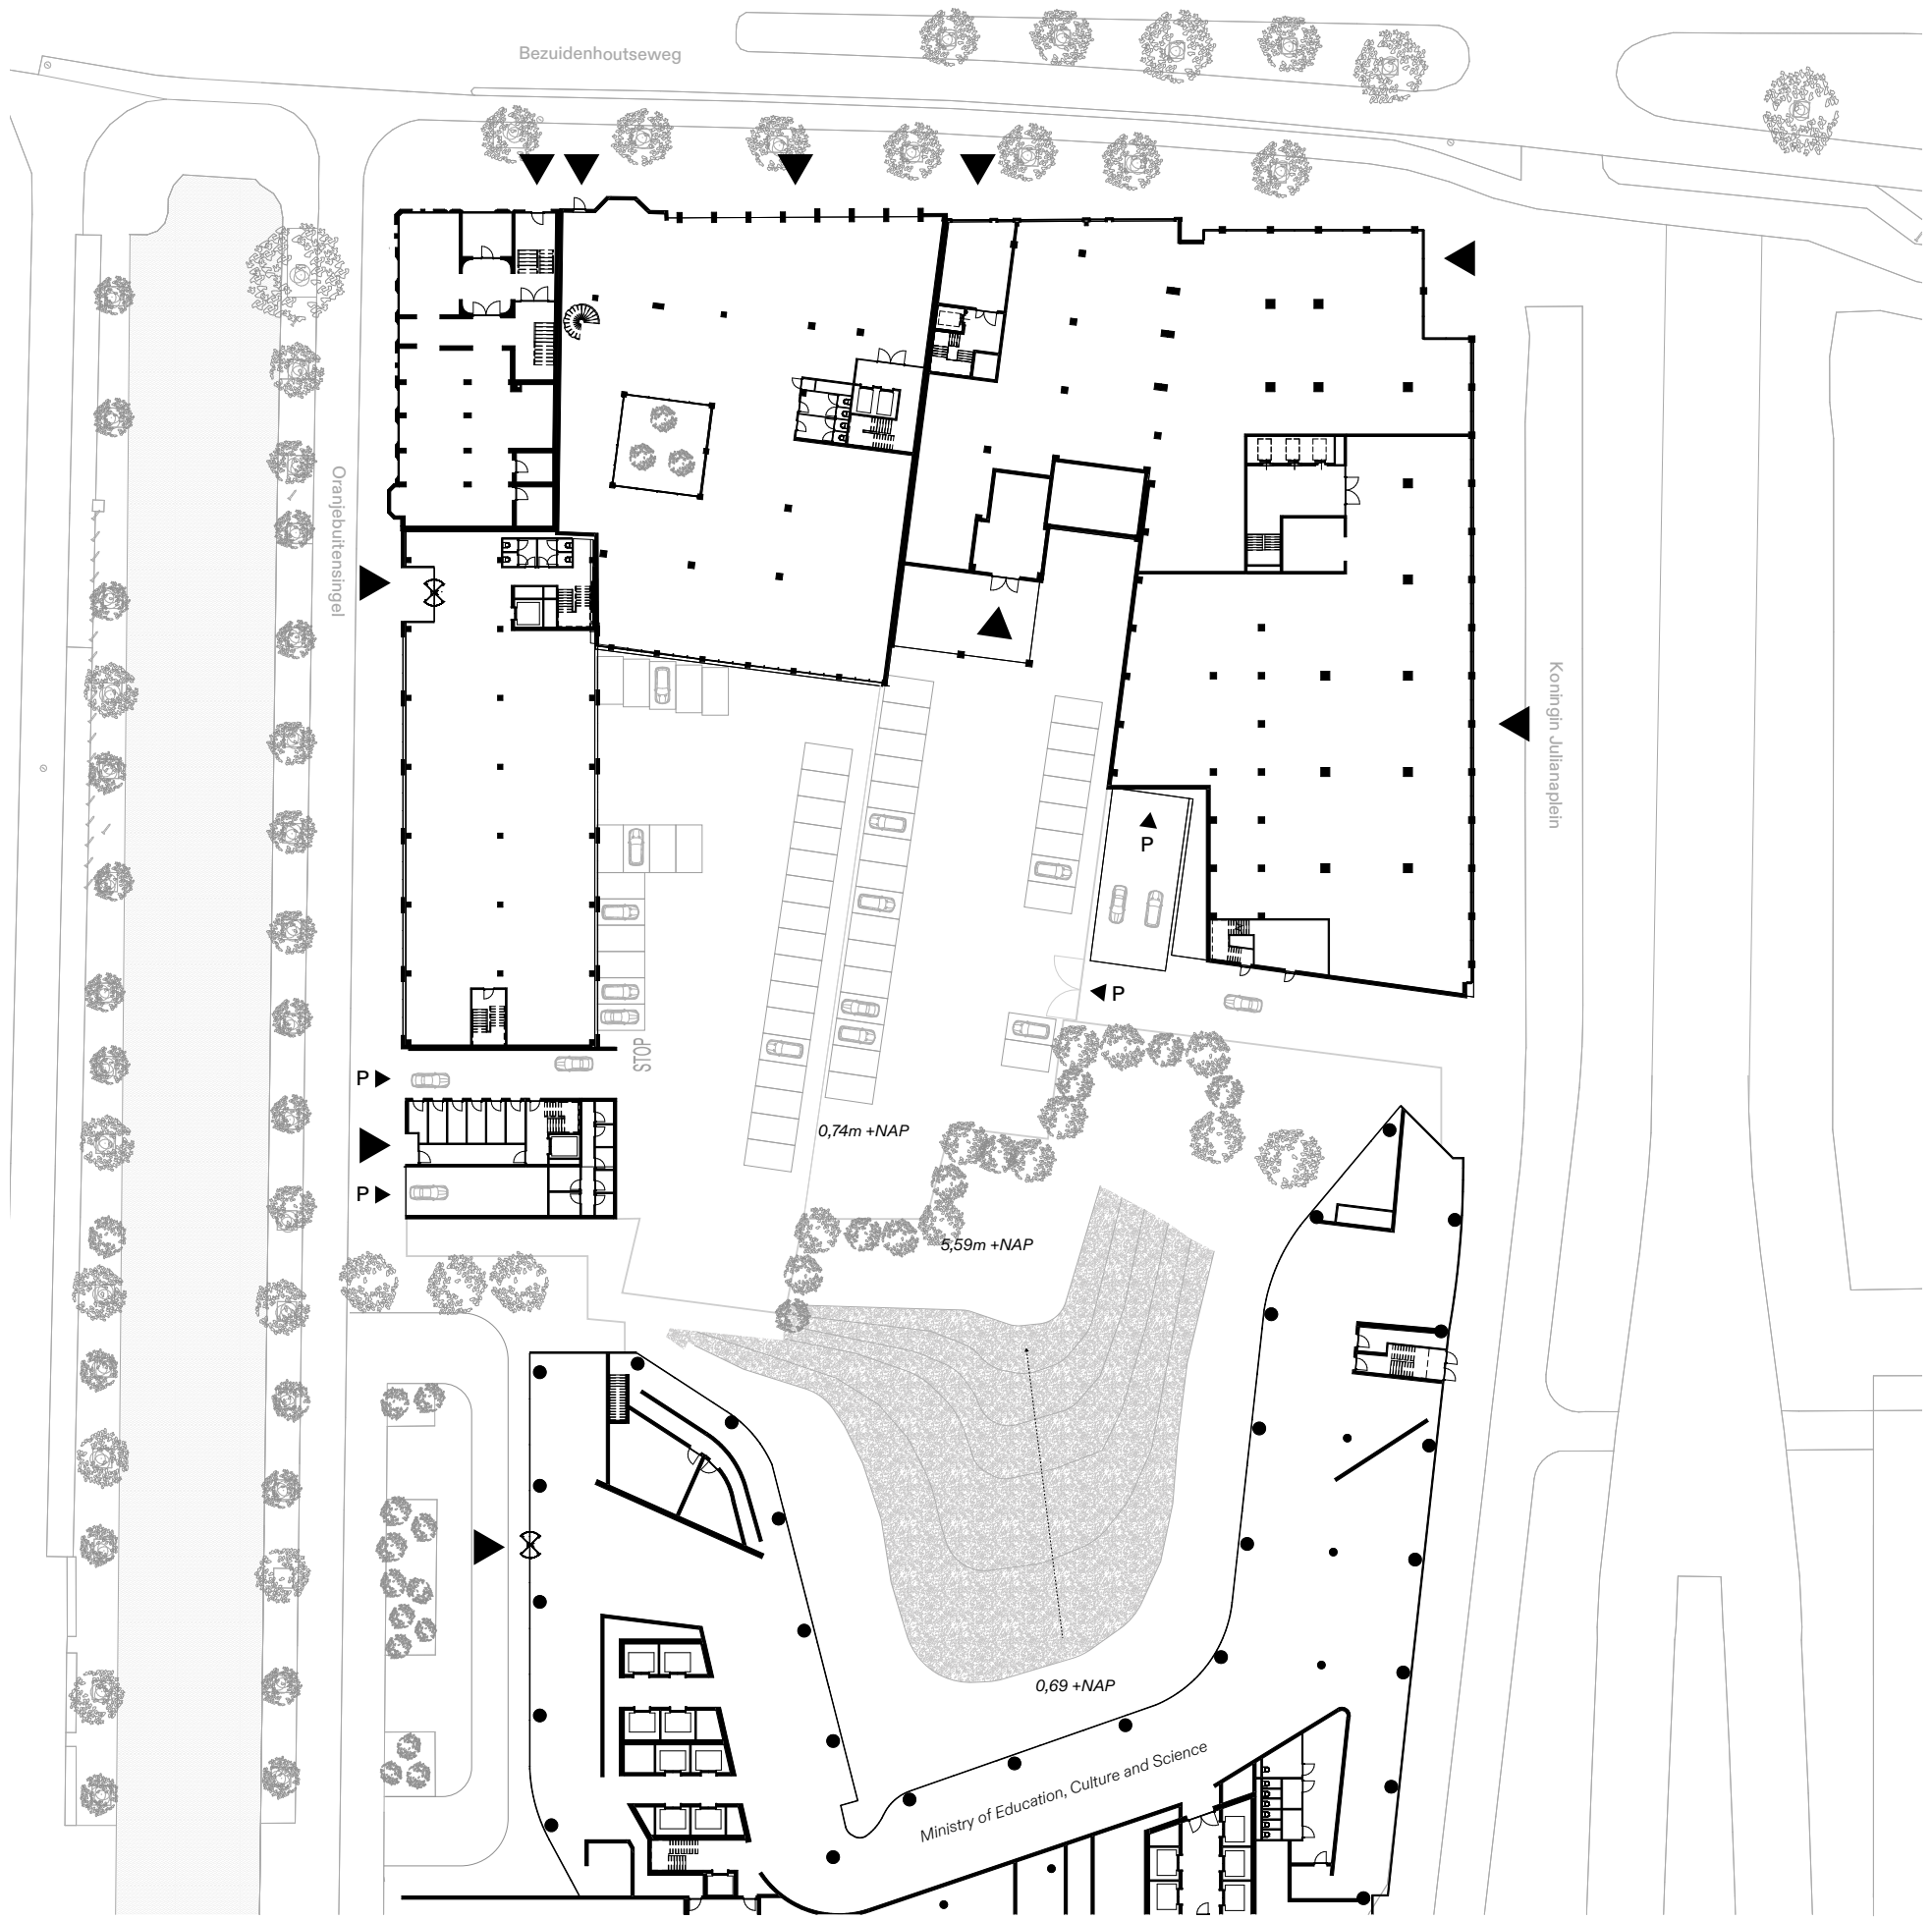 Bezuidenhoutseweg
Oranjebuitensingel
Koningin Julianaplein
P
P
STOP
P
P
0,74m +NAP
5,59m +NAP
0,69 +NAP
Ministry of Education, Culture and Science